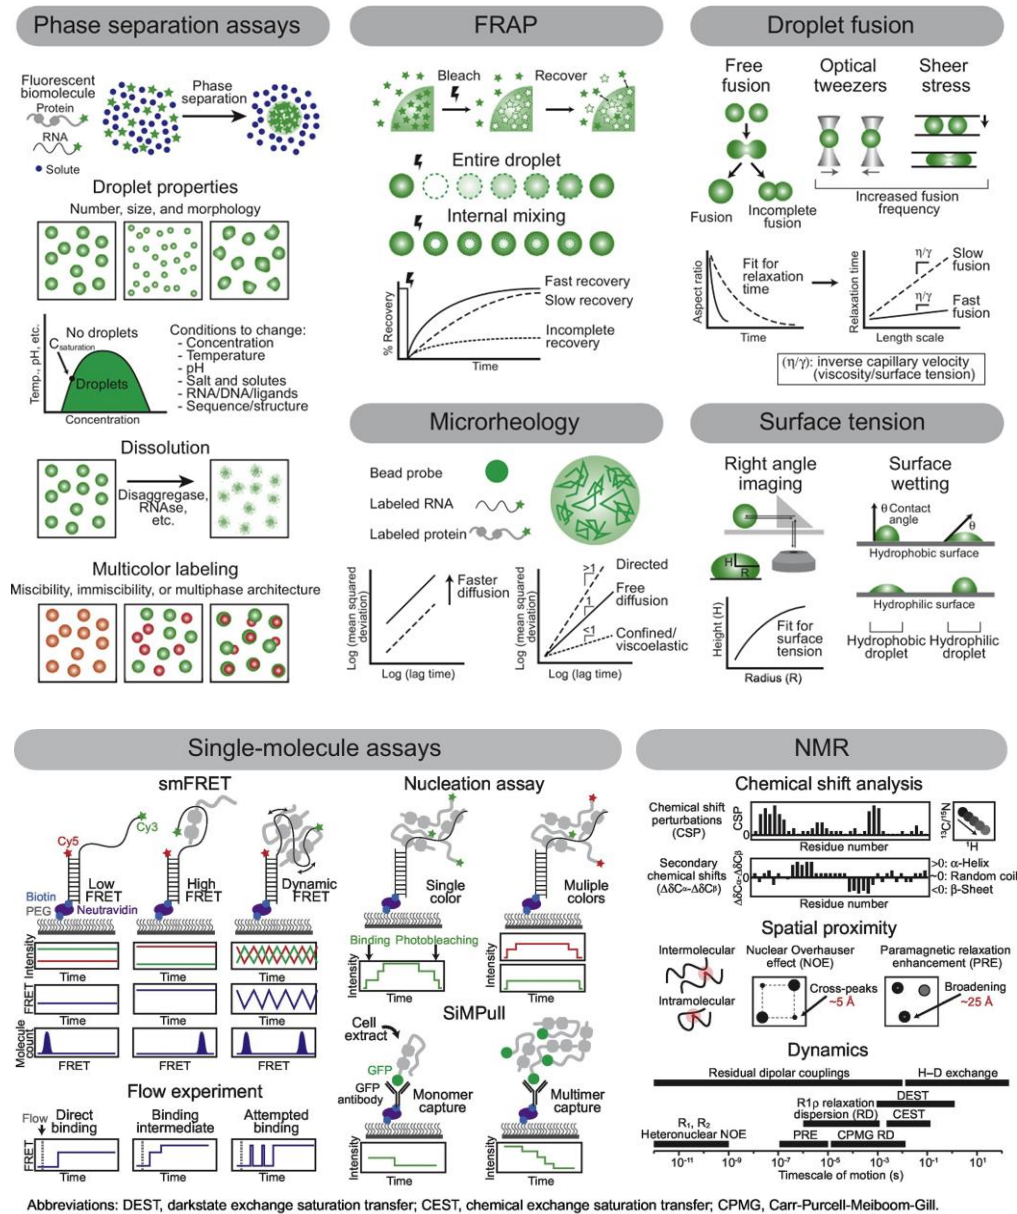 Phase separation assays
Fluorescent
biomolecule
Protein
RNA
Solute
Phase
separation
Droplet properties
Number, size, and morphology
Temp., pH, etc.
No droplets
Csaturation
Droplets
Concentration
Conditions to change:
- Concentration
- Temperature
- pH
- Salt and solutes
- RNA/DNA/ligands
- Sequence/structure
Dissolution
Disaggregase,
RNAse,
etc.
Multicolor labeling
Miscibility, immiscibility, or multiphase architecture
FRAP
Bleach
Recover
Entire droplet
Internal mixing
% Recovery
Fast recovery
Slow recovery
Incomplete
recovery
Time
Droplet fusion
Free
fusion
Optical
tweezers
Sheer
stress
Fusion
Incomplete
fusion
Increased fusion
frequency
Aspect ratio
Fit for
relaxation
time
Time
Relaxation time
η/γ
Slow
fusion
η/γ
Fast
fusion
Length scale
(η/γ): inverse capillary velocity
(viscosity/surface tension)
Microrheology
Bead probe
Labeled RNA
Labeled protein
Log (mean squared
deviation)
Faster
diffusion
Log (lag time)
Log (mean squared
deviation)
>1
Directed
1
Free
diffusion
<1
Confined/
viscoelastic
Log (lag time)
Surface tension
Right angle
imaging
H
R
Height (H)
Fit for
surface
tension
Radius (R)
Surface
wetting
θ Contact
angle
θ
Hydrophobic surface
Hydrophilic surface
Hydrophobic
droplet
Hydrophilic
droplet
Single-molecule assays
smFRET
Cy5
Cy3
Biotin
PEG
Neutravidin
Low
FRET
High
FRET
Dynamic
FRET
Intensity
Time
Time
Time
FRET
Time
Time
Time
Molecule
count
FRET
FRET
FRET
Flow experiment
Flow
Direct
binding
Binding
intermediate
Attempted
binding
FRET
Time
Time
Time
Nucleation assay
Single
color
Muliple
colors
Binding
Photobleaching
Intensity
Time
Intensity
Time
SiMPull
Cell
extract
GFP
GFP
antibody
Monomer
capture
Multimer
capture
Intensity
Time
Time
NMR
Chemical shift analysis
Chemical shift
perturbations
(CSP)
CSP
0
Residue number
13C/15N
1H
Secondary
chemical shifts
(ΔδCα-ΔδCβ)
ΔδCα-ΔδCβ
0
>0: α-Helix
~0: Random coil
<0: β-Sheet
Residue number
Spatial proximity
Intermolecular
Intramolecular
Nuclear Overhauser
effect (NOE)
Cross-peaks
~5 Å
Paramagnetic relaxation
enhancement (PRE)
Broadening
~25 Å
Dynamics
Residual dipolar couplings
H–D exchange
R1ρ relaxation
dispersion (RD)
DEST
CEST
R1, R2
Heteronuclear NOE
PRE
CPMG RD
10-11
10-9
10-7
10-5
10-3
10-1
101
Timescale of motion (s)
Abbreviations: DEST, darkstate exchange saturation transfer; CEST, chemical exchange saturation transfer; CPMG, Carr-Purcell-Meiboom-Gill.